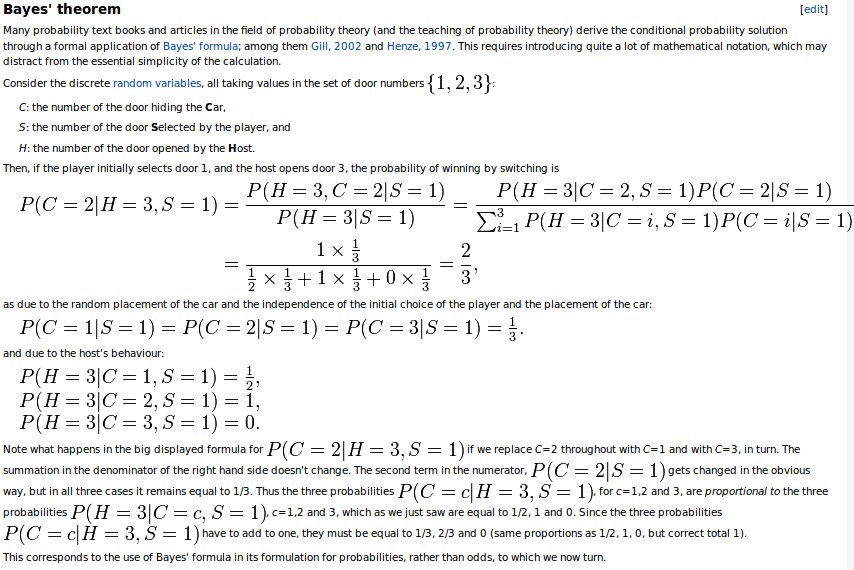 Bayes' theorem [edit]
Many probability text books and articles in the field of probability theory (and the teaching of probability theory) derive the conditional probability solution
through a formal application of Bayes' formula; among them Gill, 2002 and Henze, 1997. This requires introducing quite a lot of mathematical notation, which may
distract from the essential simplicity of the calculation.
Consider the discrete random variables, all taking values in the set of door numbers {1, 2, 3}:
C: the number of the door hiding the Car,
S: the number of the door Selected by the player, and
H: the number of the door opened by the Host.
Then, if the player initially selects door 1, and the host opens door 3, the probability of winning by switching is
P(C = 2|H = 3, S = 1) = \frac{P(H = 3, C = 2|S = 1)}{P(H = 3|S = 1)} = \frac{P(H = 3|C = 2, S = 1)P(C = 2|S = 1)}{\sum_{i=1}^{3} P(H = 3|C = i, S = 1)P(C = i|S = 1)}
= \frac{1 × \frac{1}{3}}{\frac{1}{2} × \frac{1}{3} + 1 × \frac{1}{3} + 0 × \frac{1}{3}} = \frac{2}{3},
as due to the random placement of the car and the independence of the initial choice of the player and the placement of the car:
P(C = 1|S = 1) = P(C = 2|S = 1) = P(C = 3|S = 1) = \frac{1}{3}.
and due to the host's behaviour:
P(H = 3|C = 1, S = 1) = \frac{1}{2},
P(H = 3|C = 2, S = 1) = 1,
P(H = 3|C = 3, S = 1) = 0.
Note what happens in the big displayed formula for P(C = 2|H = 3, S = 1) if we replace C=2 throughout with C=1 and with C=3, in turn. The
summation in the denominator of the right hand side doesn't change. The second term in the numerator, P(C = 2|S = 1) gets changed in the obvious
way, but in all three cases it remains equal to 1/3. Thus the three probabilities P(C = c|H = 3, S = 1), for c=1,2 and 3, are proportional to the three
probabilities P(H = 3|C = c, S = 1), c=1,2 and 3, which as we just saw are equal to 1/2, 1 and 0. Since the three probabilities
P(C = c|H = 3, S = 1) have to add to one, they must be equal to 1/3, 2/3 and 0 (same proportions as 1/2, 1, 0, but correct total 1).
This corresponds to the use of Bayes' formula in its formulation for probabilities, rather than odds, to which we now turn.